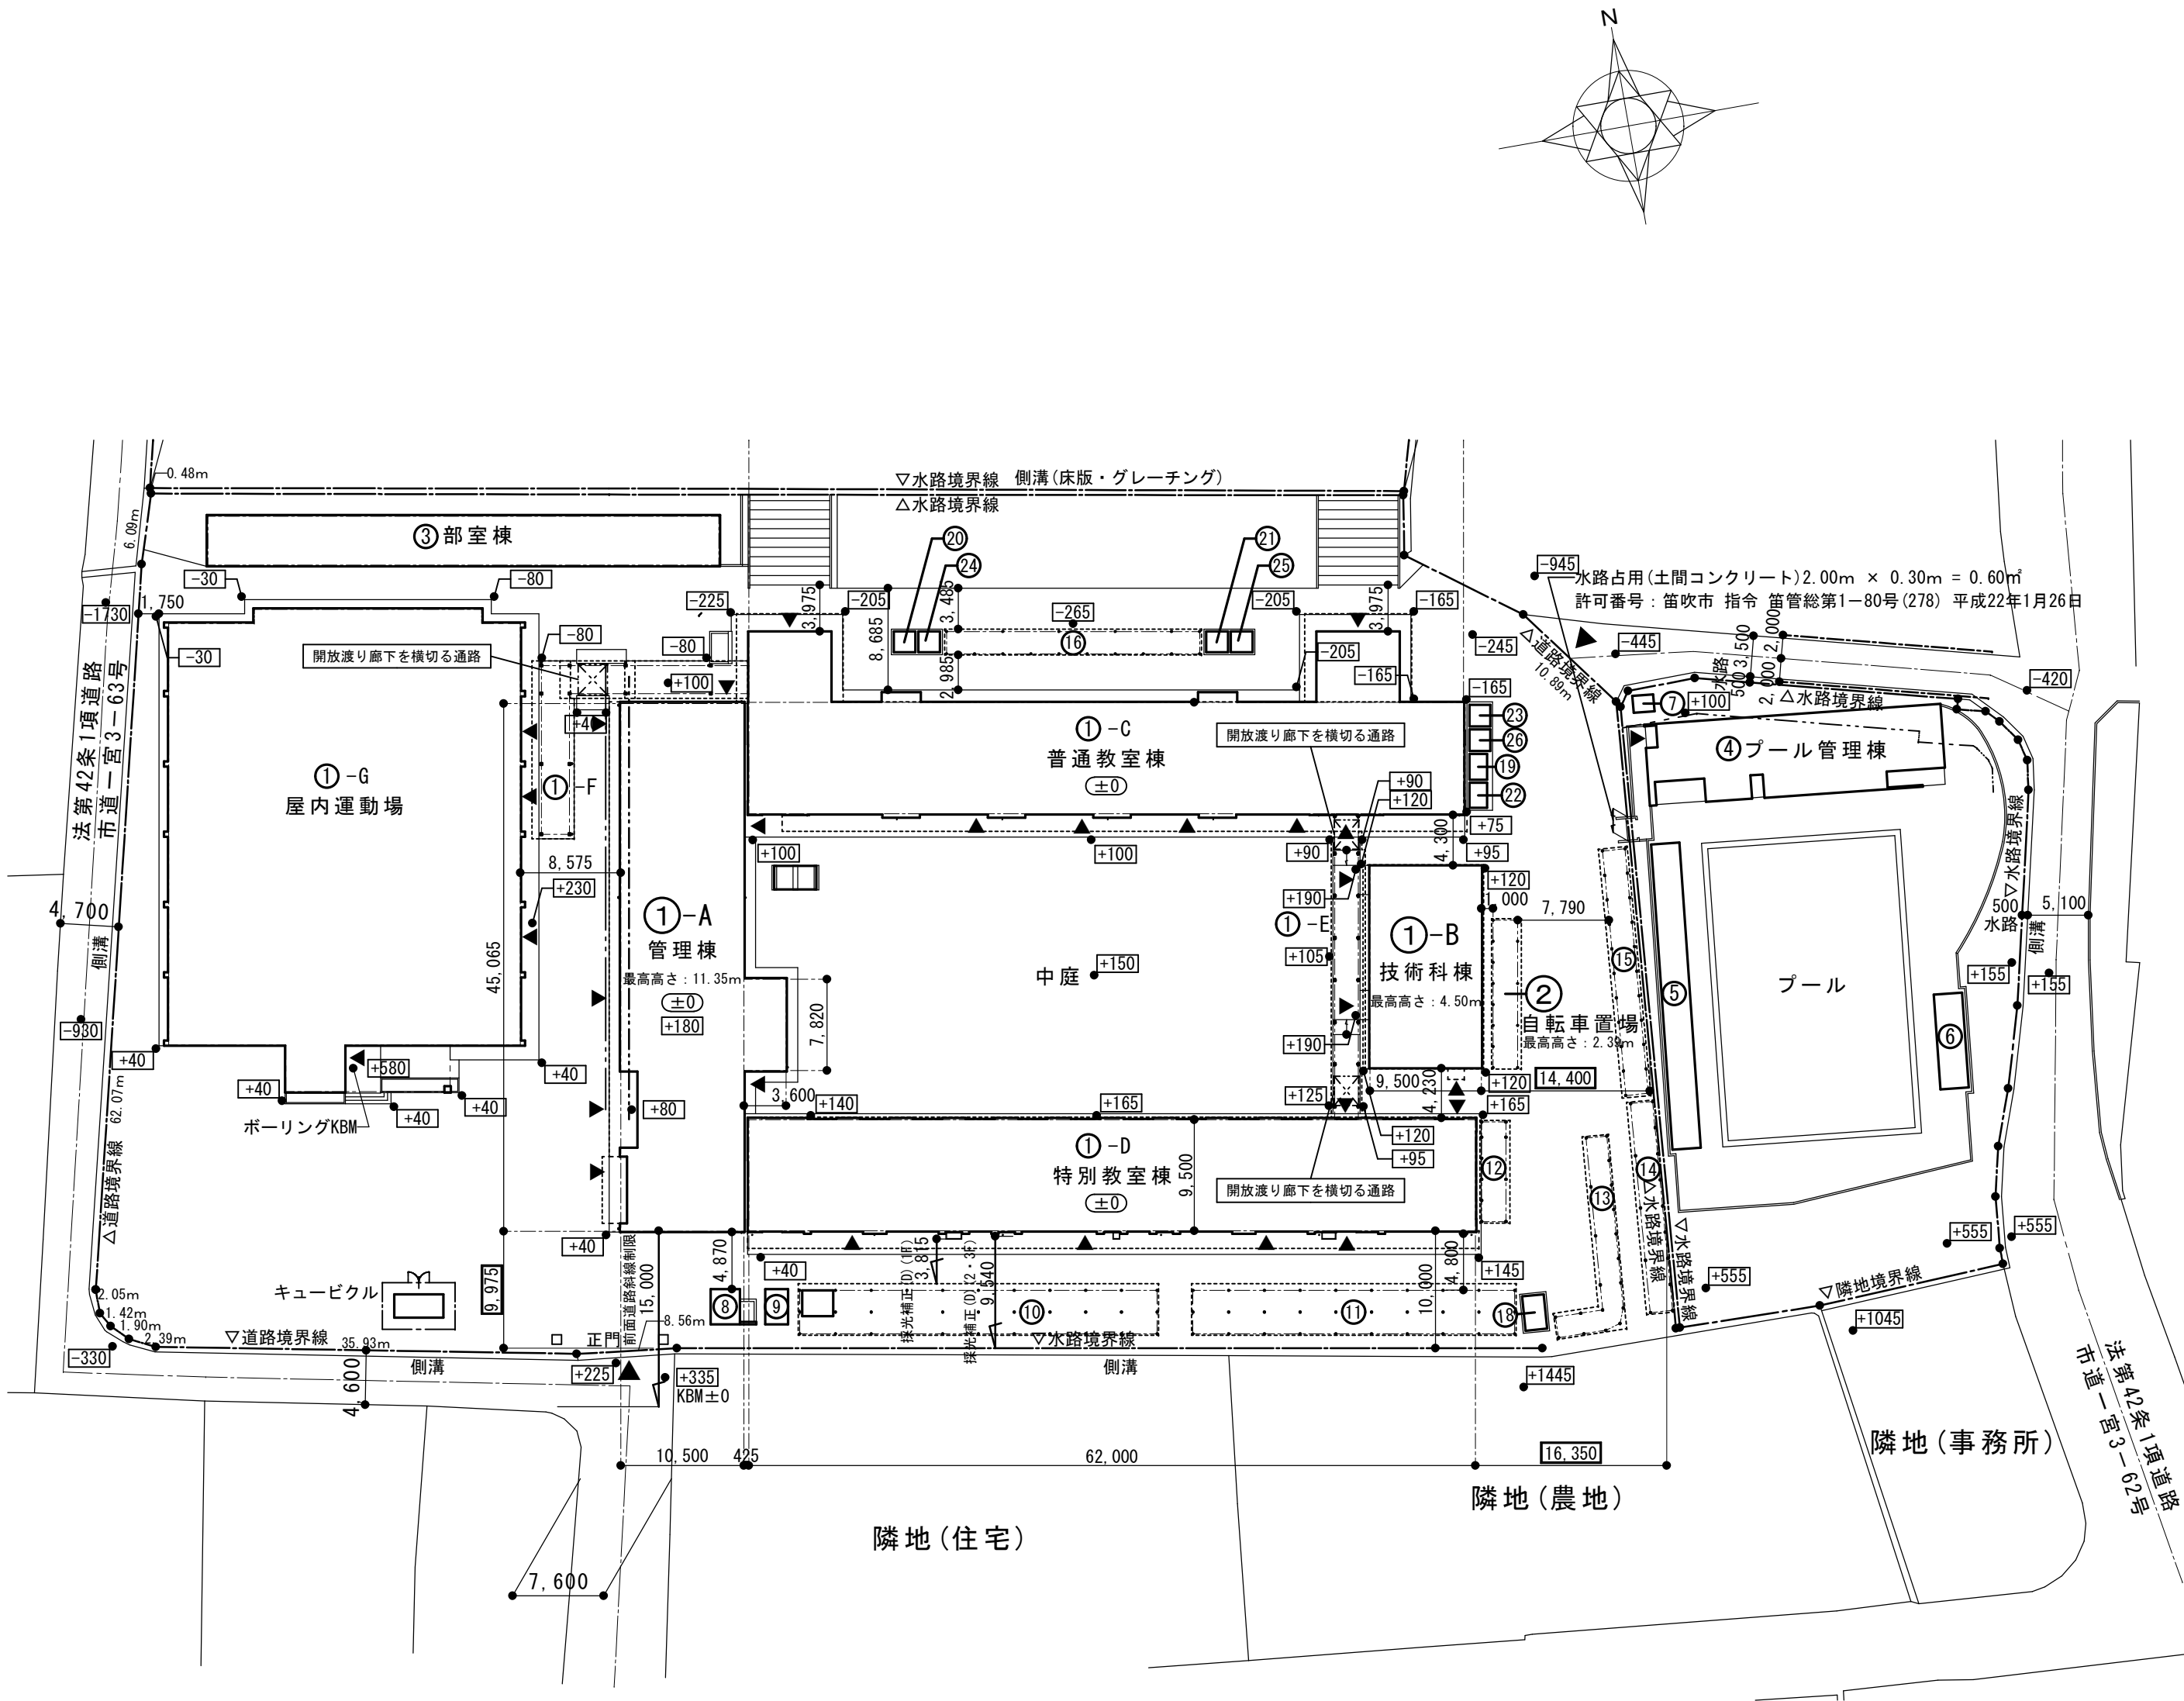 N
0.48m
▽水路境界線 側溝(床版・グレーチング)
△水路境界線
6.09m
③部室棟
⑳
㉔
㉑
㉕
-945
水路占用(土間コンクリート)2.00m × 0.30m = 0.60㎡
許可番号：笛吹市 指令 笛管総第1-80号(278) 平成22年1月26日
-30
-80
-1730
1,750
-30
-80
-80
開放渡り廊下を横切る通路
+100
+40
-225
3,975
-205
8,685
3,485
-265
⑯
2,985
-205
3,975
-165
-205
-165
-245
-165
△道路境界線
10.89m
-445
水路
500
3,500
500
2,000
2,000
△水路境界線
-420
⑦
+100
④プール管理棟
法第42条1項道路
市道一宮3-63号
①-G
屋内運動場
①-F
①-C
普通教室棟
±0
開放渡り廊下を横切る通路
㉓
㉖
⑲
㉒
+90
+120
+75
+95
+100
+100
+90
4,300
8,575
+230
4,700
側溝
45,065
①-A
管理棟
最高高さ：11.35m
±0
+180
中庭
+150
7,820
3,600
①-E
+190
+105
+190
+125
①-B
技術科棟
最高高さ：4.50m
+120
1,000
7,790
②
自転車置場
最高高さ：2.39m
⑮
⑤
プール
⑥
▽水路境界線
500
水路
5,100
側溝
+155
+155
-930
+40
+580
+40
+40
+40
+40
ボーリングKBM
△道路境界線 62.07m
+80
+140
+165
9,500
4,230
+120
14,400
+165
+120
+95
①-D
特別教室棟
±0
9,500
開放渡り廊下を横切る通路
⑫
⑬
⑭
△水路境界線
▽水路境界線
+555
+555
+555
▽隣地境界線
+1045
+40
キュービクル
9,975
前面道路斜線制限
15,000
4,870
+40
⑧
⑨
採光補正(D)(1F)
3,815
採光補正(D)(2・3F)
9,540
⑩
⑪
10,000
4,800
+145
⑱
2.05m
1.42m
1.90m
2.39m
-330
▽道路境界線
35.93m
側溝
4,600
正門
8.56m
+225
+335
KBM±0
▽水路境界線
側溝
+1445
10,500
425
62,000
16,350
7,600
隣地(住宅)
隣地(農地)
隣地(事務所)
法第42条1項道路
市道一宮3-62号